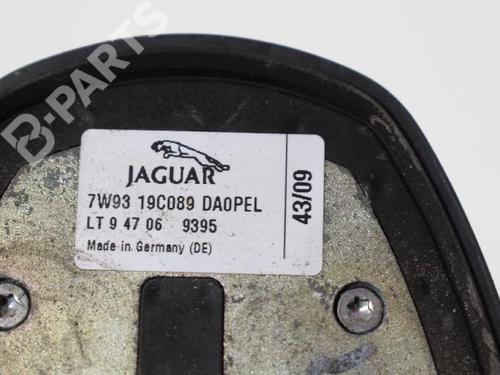 B-PARTS
JAGUAR
7W93 19C089 DA0PEL
LT 9 47 06 9395
Made in Germany (DE)
43/09